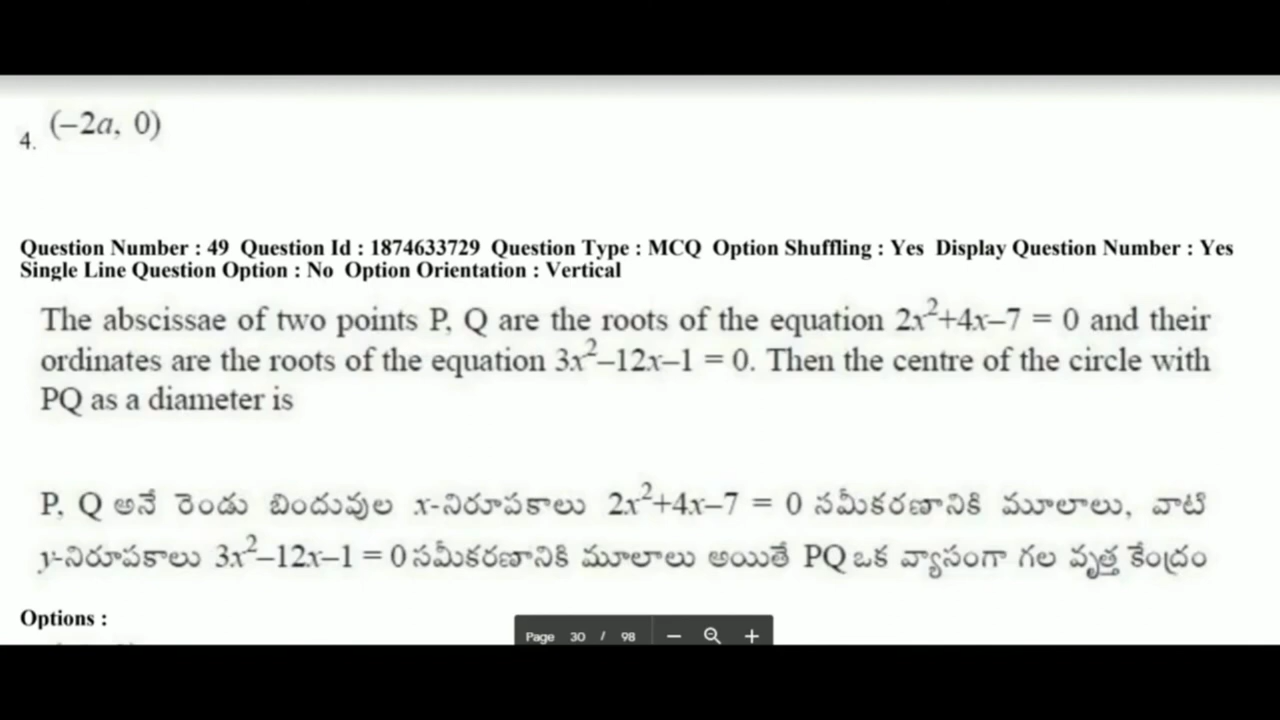 4. (–2a, 0)
Question Number : 49 Question Id : 1874633729 Question Type : MCQ Option Shuffling : Yes Display Question Number : Yes
Single Line Question Option : No Option Orientation : Vertical
The abscissae of two points P, Q are the roots of the equation 2x²+4x–7 = 0 and their
ordinates are the roots of the equation 3x²–12x–1 = 0. Then the centre of the circle with
PQ as a diameter is
P, Q అనే రెండు బిందువుల x-నిరూపకాలు 2x²+4x–7 = 0 సమీకరణానికి మూలాలు, వాటి
y-నిరూపకాలు 3x²–12x–1 = 0 సమీకరణానికి మూలాలు అయితే PQ ఒక వ్యాసంగా గల వృత్త కేంద్రం
Options :
Page 30 / 98 — +